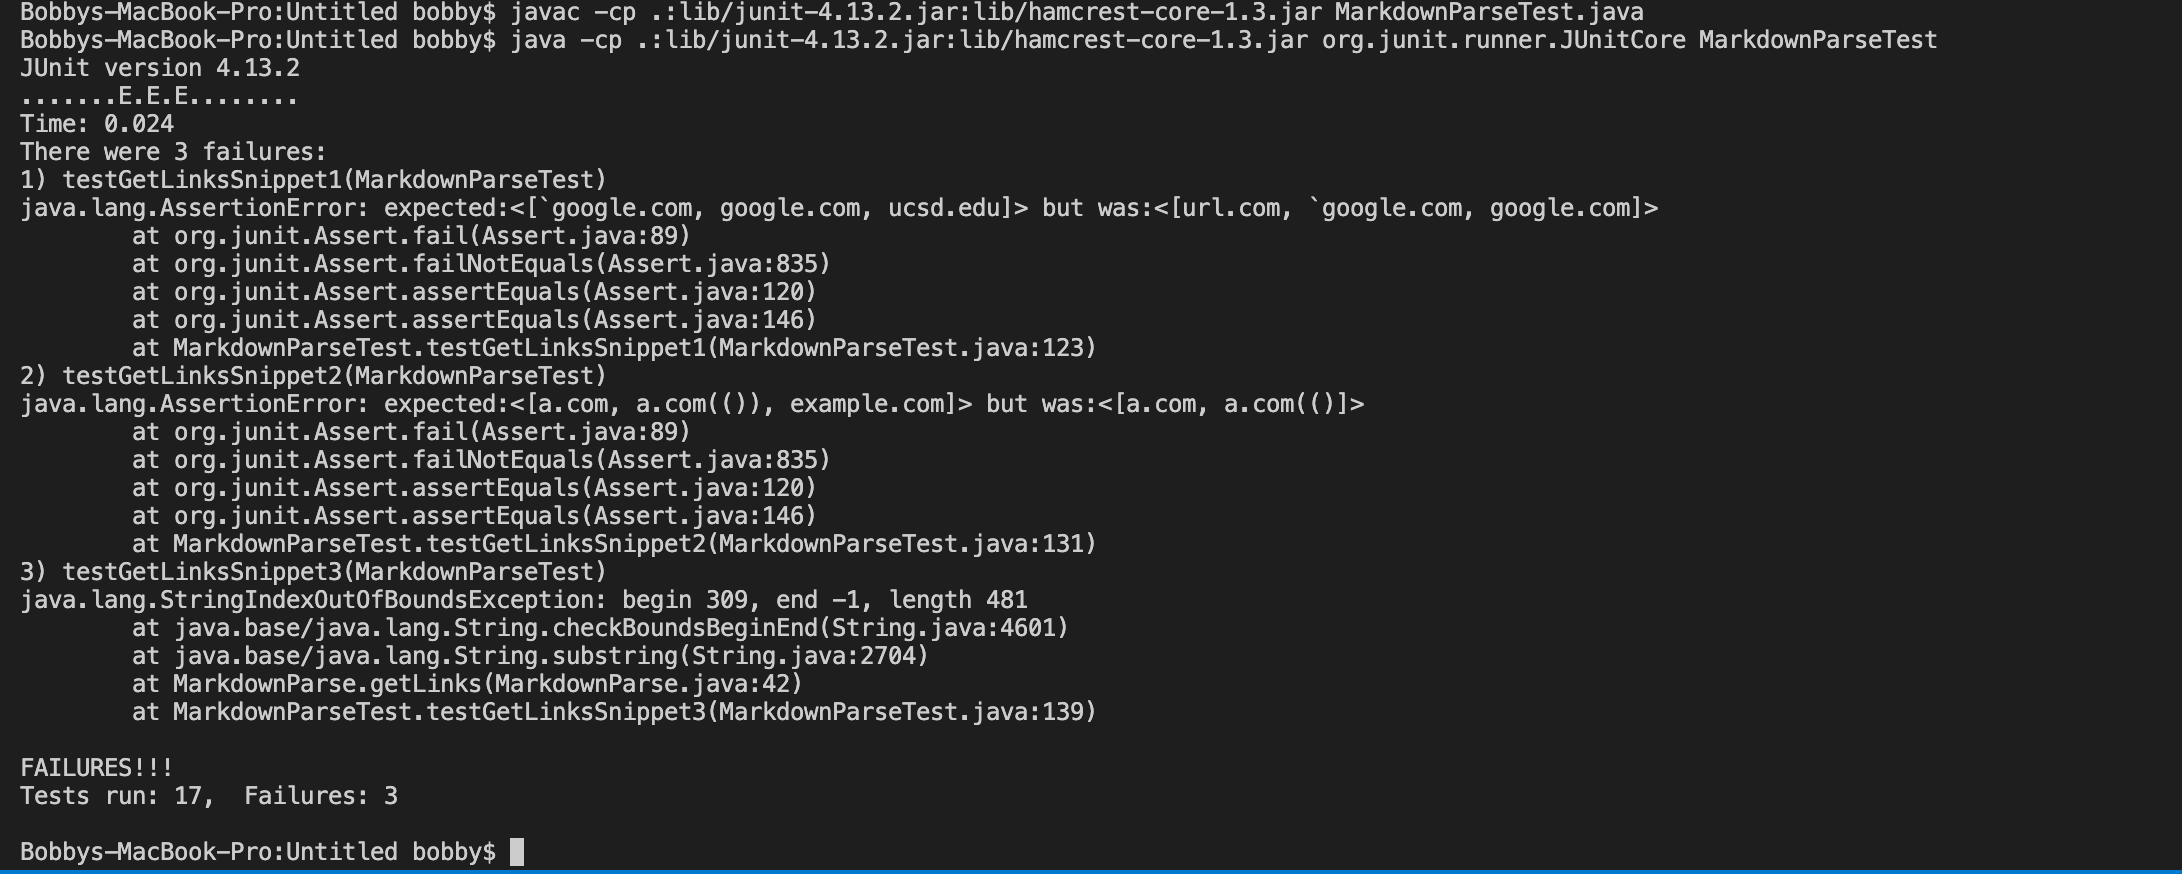 Bobbys-MacBook-Pro:Untitled bobby$ javac -cp .:lib/junit-4.13.2.jar:lib/hamcrest-core-1.3.jar MarkdownParseTest.java
Bobbys-MacBook-Pro:Untitled bobby$ java -cp .:lib/junit-4.13.2.jar:lib/hamcrest-core-1.3.jar org.junit.runner.JUnitCore MarkdownParseTest
JUnit version 4.13.2
.......E.E.E........
Time: 0.024
There were 3 failures:
1) testGetLinksSnippet1(MarkdownParseTest)
java.lang.AssertionError: expected:<[`google.com, google.com, ucsd.edu]> but was:<[url.com, `google.com, google.com]>
        at org.junit.Assert.fail(Assert.java:89)
        at org.junit.Assert.failNotEquals(Assert.java:835)
        at org.junit.Assert.assertEquals(Assert.java:120)
        at org.junit.Assert.assertEquals(Assert.java:146)
        at MarkdownParseTest.testGetLinksSnippet1(MarkdownParseTest.java:123)
2) testGetLinksSnippet2(MarkdownParseTest)
java.lang.AssertionError: expected:<[a.com, a.com(()), example.com]> but was:<[a.com, a.com(()]>
        at org.junit.Assert.fail(Assert.java:89)
        at org.junit.Assert.failNotEquals(Assert.java:835)
        at org.junit.Assert.assertEquals(Assert.java:120)
        at org.junit.Assert.assertEquals(Assert.java:146)
        at MarkdownParseTest.testGetLinksSnippet2(MarkdownParseTest.java:131)
3) testGetLinksSnippet3(MarkdownParseTest)
java.lang.StringIndexOutOfBoundsException: begin 309, end -1, length 481
        at java.base/java.lang.String.checkBoundsBeginEnd(String.java:4601)
        at java.base/java.lang.String.substring(String.java:2704)
        at MarkdownParse.getLinks(MarkdownParse.java:42)
        at MarkdownParseTest.testGetLinksSnippet3(MarkdownParseTest.java:139)

FAILURES!!!
Tests run: 17,  Failures: 3

Bobbys-MacBook-Pro:Untitled bobby$